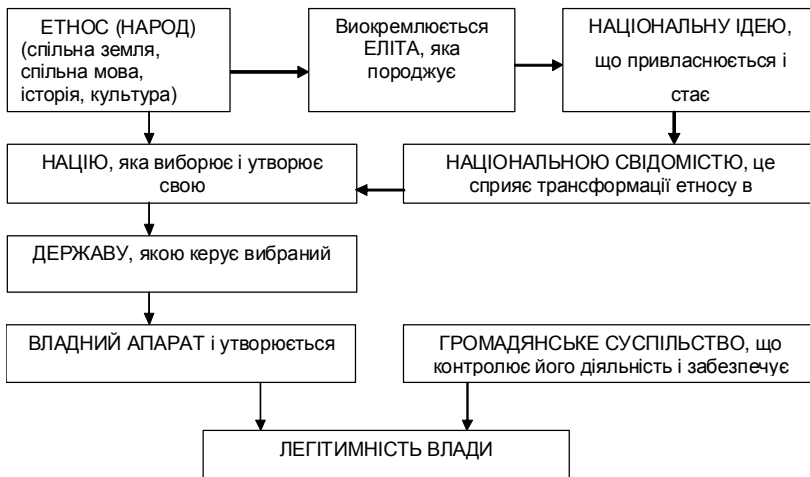 ЕТНОС (НАРОД)
(спільна земля,
спільна мова,
історія, культура)
Виокремлюється
ЕЛІТА, яка
породжує
НАЦІОНАЛЬНУ ІДЕЮ,
що привласнюється і
стає
НАЦІЮ, яка виборює і утворює
свою
НАЦІОНАЛЬНОЮ СВІДОМІСТЮ, це
сприяє трансформації етносу в
ДЕРЖАВУ, якою керує вибраний
ВЛАДНИЙ АПАРАТ і утворюється
ГРОМАДЯНСЬКЕ СУСПІЛЬСТВО, що
контролює його діяльність і забезпечує
ЛЕГІТИМНІСТЬ ВЛАДИ